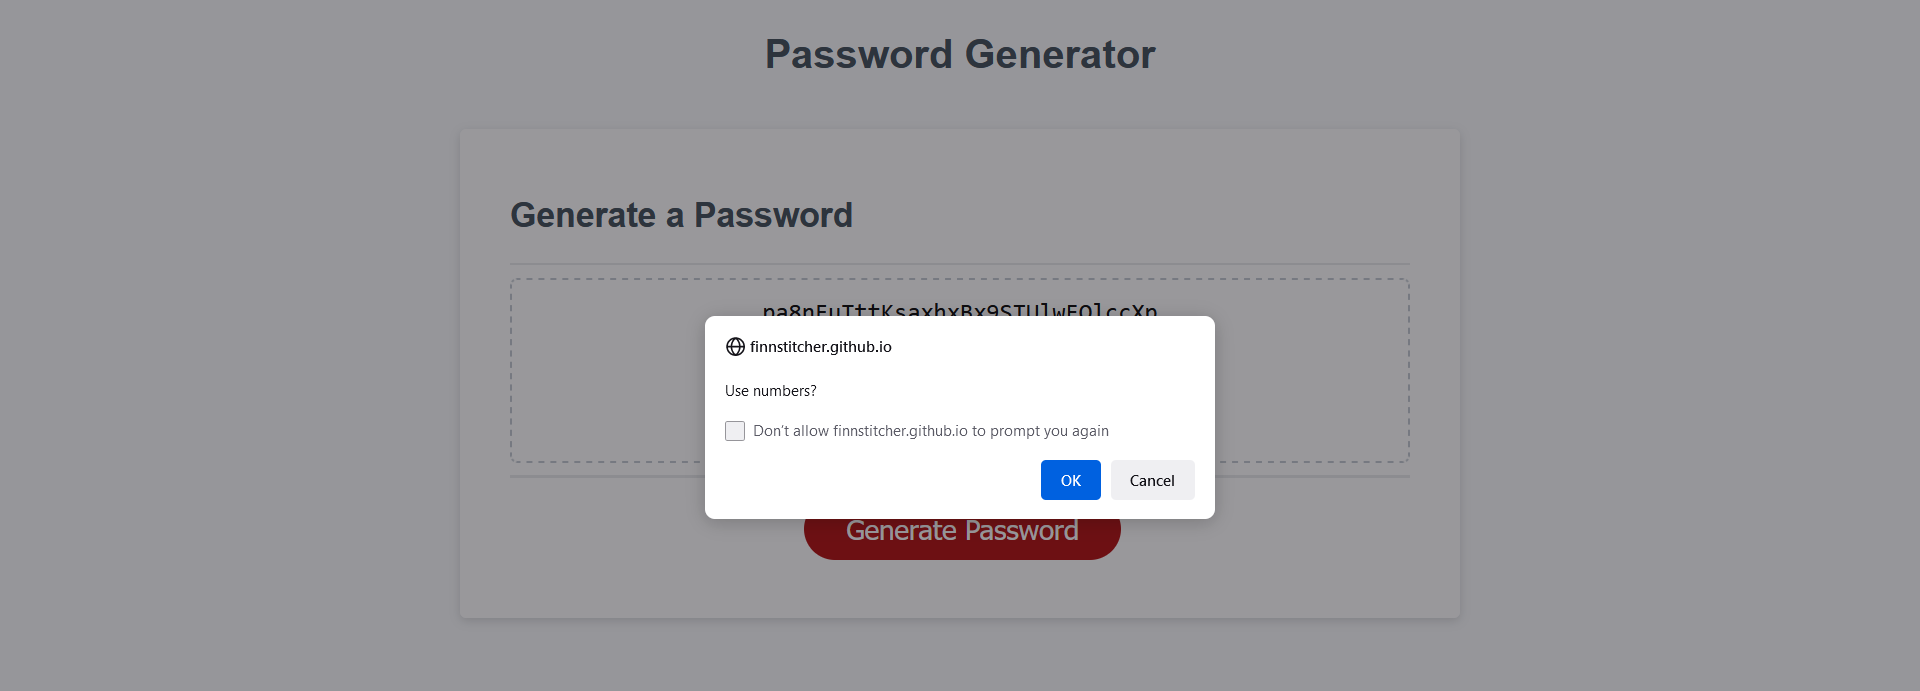 Password Generator
Generate a Password
finnstitcher.github.io
Use numbers?
Don't allow finnstitcher.github.io to prompt you again
OK
Cancel
Generate Password